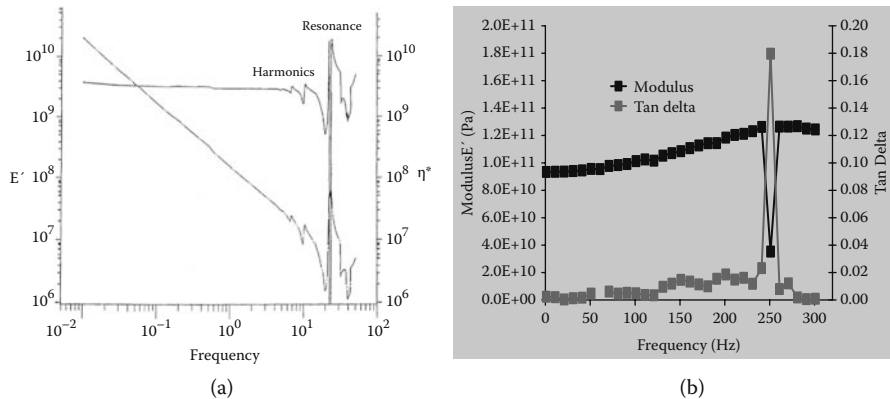 Resonance
Harmonics
10^10
10^9
10^8
10^7
10^6
E′
10^10
10^9
10^8
10^7
10^6
η*
10^−2
10^−1
10^0
10^1
10^2
Frequency
(a)
2.0E+11
1.8E+11
1.6E+11
1.4E+11
1.2E+11
1.0E+11
8.0E+10
6.0E+10
4.0E+10
2.0E+10
0.0E+00
ModulusE′ (Pa)
Modulus
Tan delta
0.20
0.18
0.16
0.14
0.12
0.10
0.08
0.06
0.04
0.02
0.00
Tan Delta
0
50
100
150
200
250
300
Frequency (Hz)
(b)